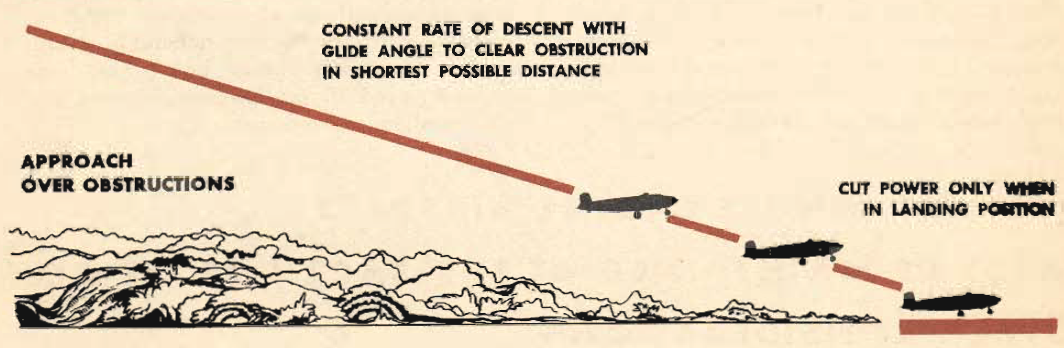 CONSTANT RATE OF DESCENT WITH
GLIDE ANGLE TO CLEAR OBSTRUCTION
IN SHORTEST POSSIBLE DISTANCE
APPROACH
OVER OBSTRUCTIONS
CUT POWER ONLY WHEN
IN LANDING POSITION